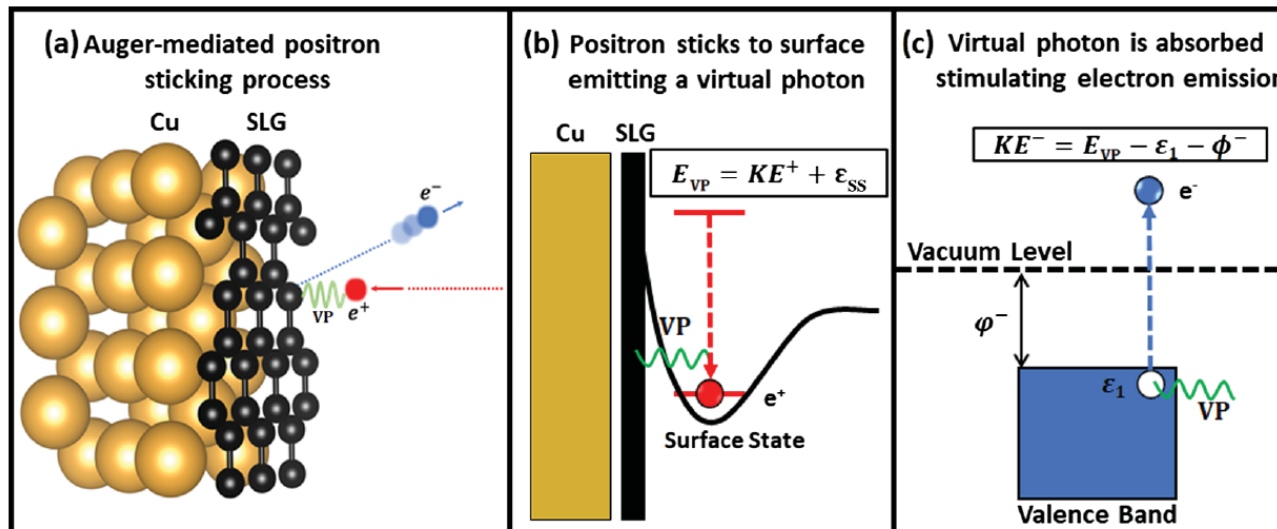 (a) Auger-mediated positron
sticking process
Cu SLG
e⁻
VP e⁺
(b) Positron sticks to surface
emitting a virtual photon
Cu SLG
E_VP = KE⁺ + ε_SS
VP
e⁺
Surface State
(c) Virtual photon is absorbed
stimulating electron emission
KE⁻ = E_VP − ε₁ − ϕ⁻
e⁻
Vacuum Level
φ⁻
ε₁
VP
Valence Band